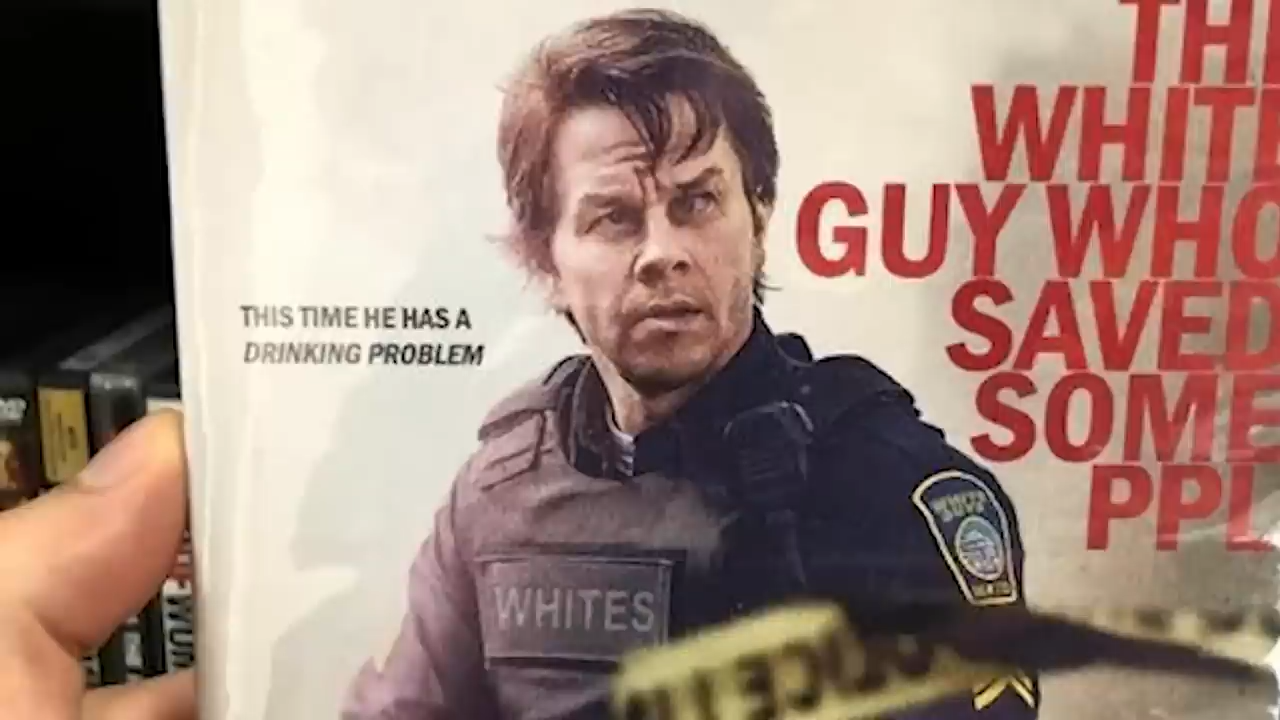 THIS TIME HE HAS A
DRINKING PROBLEM
THE
WHITE
GUY WHO
SAVED
SOME
PPL
WHITES